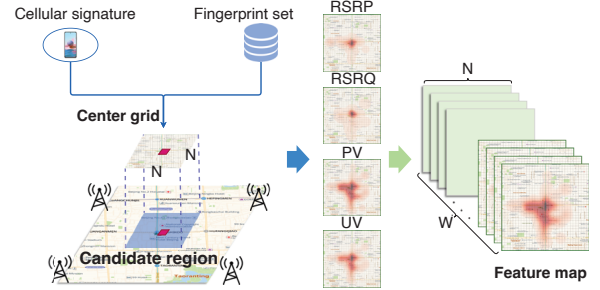 Cellular signature
Fingerprint set
Center grid
N
N
Candidate region
RSRP
RSRQ
PV
UV
N
W
. . .
Feature map